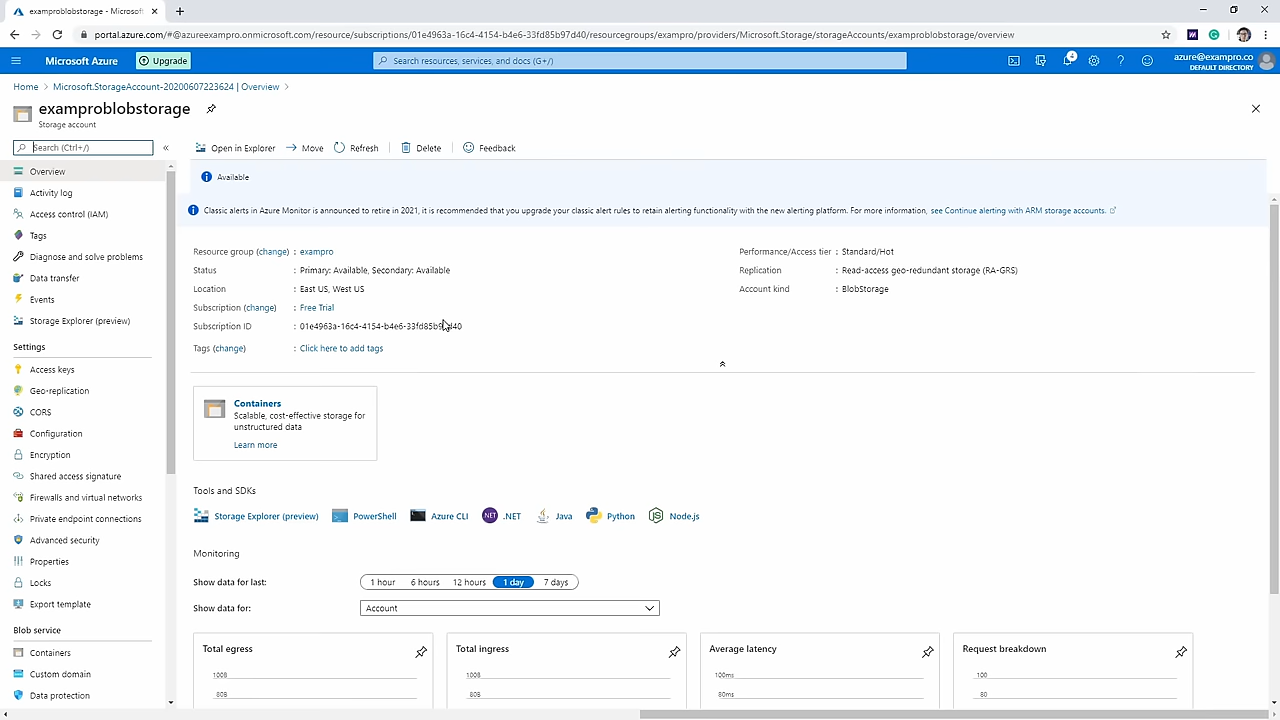 examproblobstorage - Microsoft
portal.azure.com/#@azureexampro.onmicrosoft.com/resource/subscriptions/01e4963a-16c4-4154-b4e6-33fd85b97d40/resourcegroups/exampro/providers/Microsoft.Storage/storageAccounts/examproblobstorage/overview
Microsoft Azure
Upgrade
Search resources, services, and docs (G+/)
2
azure@exampro.co
DEFAULT DIRECTORY
Home > Microsoft.StorageAccount-20200607223624 | Overview >
examproblobstorage
Storage account
Search (Ctrl+/)
«
Open in Explorer
Move
Refresh
Delete
Feedback
Overview
Activity log
Access control (IAM)
Tags
Diagnose and solve problems
Data transfer
Events
Storage Explorer (preview)
Settings
Access keys
Geo-replication
CORS
Configuration
Encryption
Shared access signature
Firewalls and virtual networks
Private endpoint connections
Advanced security
Properties
Locks
Export template
Blob service
Containers
Custom domain
Data protection
Available
Classic alerts in Azure Monitor is announced to retire in 2021, it is recommended that you upgrade your classic alert rules to retain alerting functionality with the new alerting platform. For more information, see Continue alerting with ARM storage accounts.
Resource group (change) : exampro
Status : Primary: Available, Secondary: Available
Location : East US, West US
Subscription (change) : Free Trial
Subscription ID : 01e4963a-16c4-4154-b4e6-33fd85b97d40
Tags (change) : Click here to add tags
Performance/Access tier : Standard/Hot
Replication : Read-access geo-redundant storage (RA-GRS)
Account kind : BlobStorage
Containers
Scalable, cost-effective storage for
unstructured data
Learn more
Tools and SDKs
Storage Explorer (preview)
PowerShell
Azure CLI
NET .NET
Java
Python
Node.js
Monitoring
Show data for last:
1 hour
6 hours
12 hours
1 day
7 days
Show data for:
Account
Total egress
100B
80B
Total ingress
100B
80B
Average latency
100ms
80ms
Request breakdown
100
80